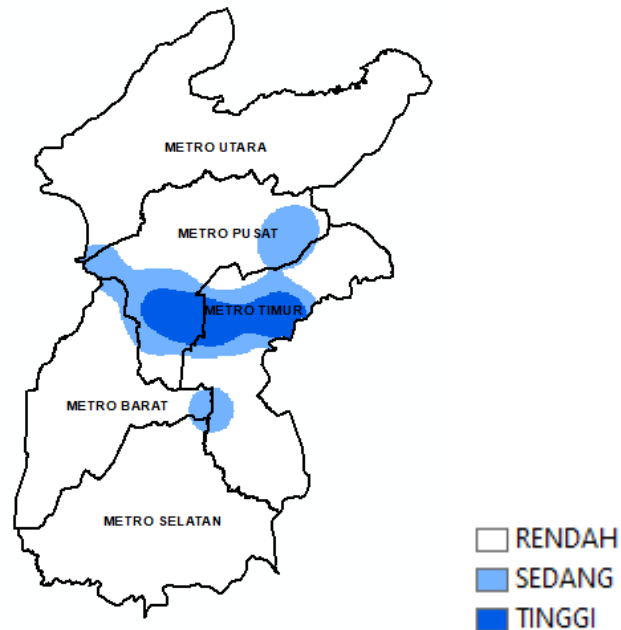 METRO UTARA
METRO PUSAT
METRO TIMUR
METRO BARAT
METRO SELATAN
RENDAH
SEDANG
TINGGI